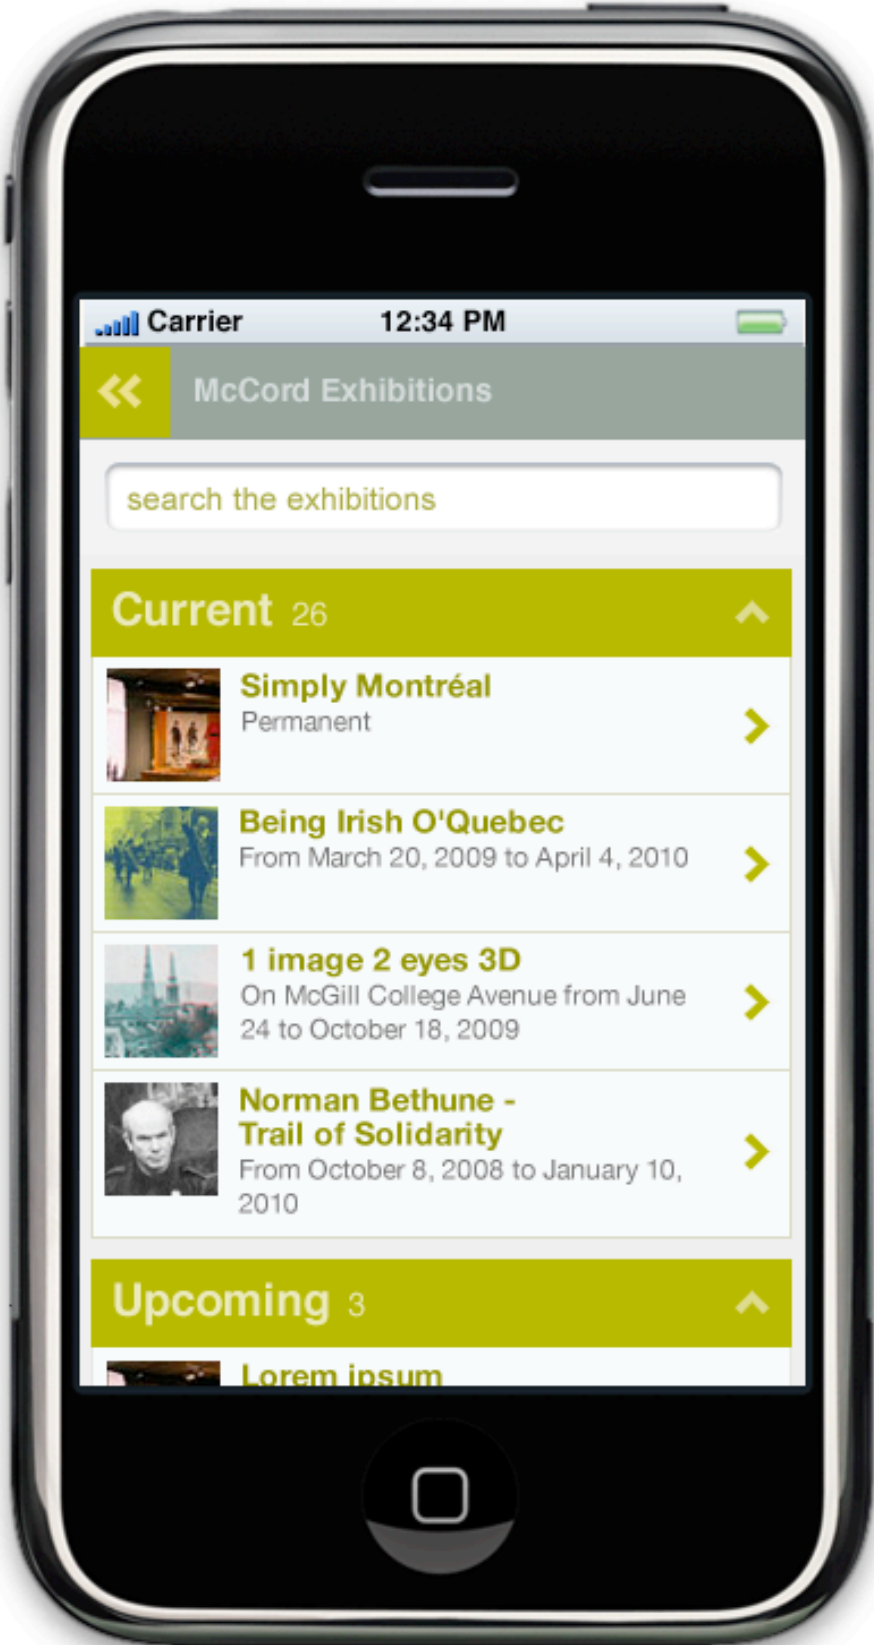 Carrier 12:34 PM
McCord Exhibitions
search the exhibitions
Current 26
Simply Montréal
Permanent
Being Irish O'Quebec
From March 20, 2009 to April 4, 2010
1 image 2 eyes 3D
On McGill College Avenue from June
24 to October 18, 2009
Norman Bethune -
Trail of Solidarity
From October 8, 2008 to January 10,
2010
Upcoming 3
Lorem ipsum